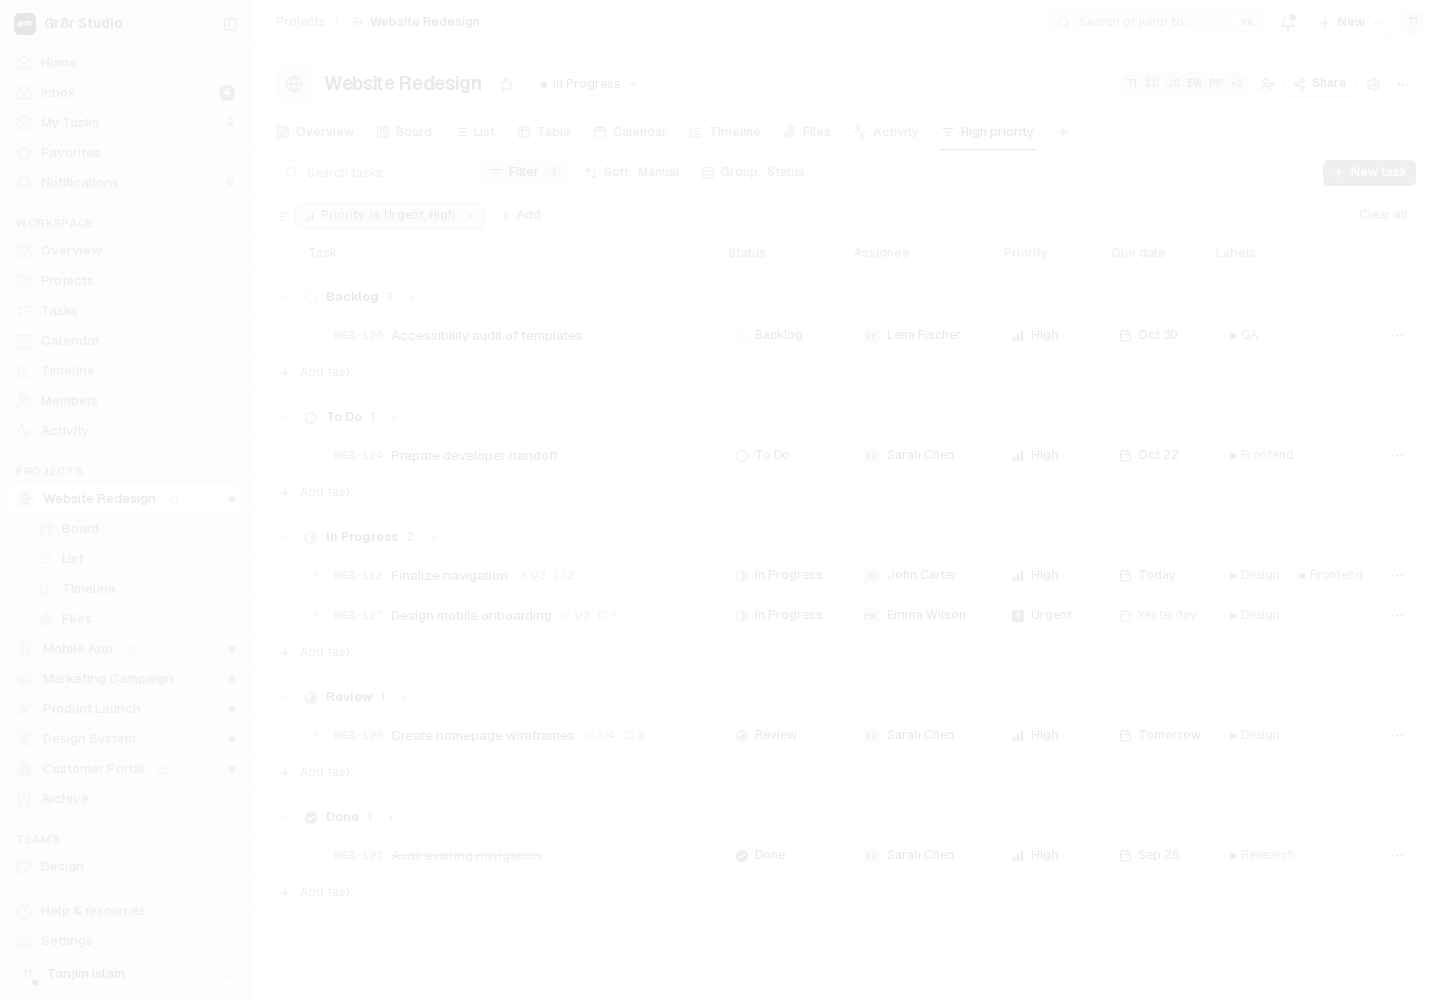 gr8r Gr8r Studio
Home
Inbox 4
My Tasks 2
Favorites
Notifications 6
WORKSPACE
Overview
Projects
Tasks
Calendar
Timeline
Members
Activity
PROJECTS
Website Redesign
Board
List
Timeline
Files
Mobile App
Marketing Campaign
Product Launch
Design System
Customer Portal
Archive
TEAMS
Design
Help & resources
Settings
TI Tanjim Islam
Projects / Website Redesign
Search or jump to... ⌘K
New
TI
Website Redesign
In Progress
TI SC JC EW PP +2
Share
Overview Board List Table Calendar Timeline Files Activity High priority
Search tasks
Filter 1
Sort: Manual
Group: Status
New task
Priority is Urgent, High
Add
Clear all
Task Status Assignee Priority Due date Labels
Backlog 1
WEB-136 Accessibility audit of templates Backlog LF Lena Fischer High Oct 30 QA
Add task
To Do 1
WEB-124 Prepare developer handoff To Do SC Sarah Chen High Oct 22 Frontend
Add task
In Progress 2
WEB-112 Finalize navigation 1/3 2 In Progress JC John Carter High Today Design Frontend
WEB-127 Design mobile onboarding 1/3 1 In Progress EW Emma Wilson Urgent Yesterday Design
Add task
Review 1
WEB-109 Create homepage wireframes 3/4 3 Review SC Sarah Chen High Tomorrow Design
Add task
Done 1
WEB-103 Audit existing navigation Done SC Sarah Chen High Sep 26 Research
Add task